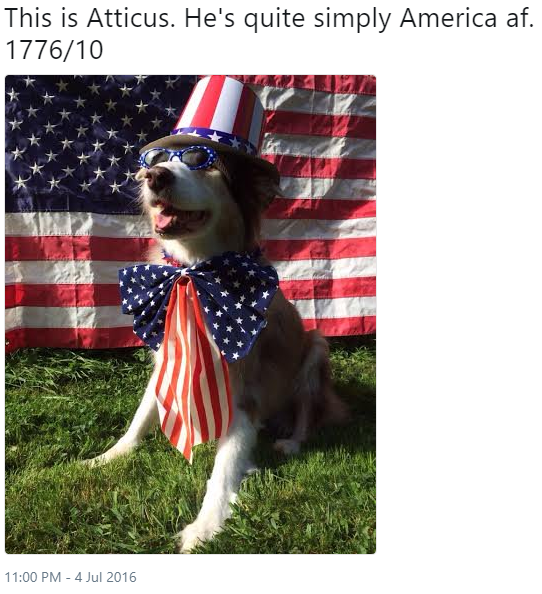 This is Atticus. He's quite simply America af.
1776/10
11:00 PM - 4 Jul 2016